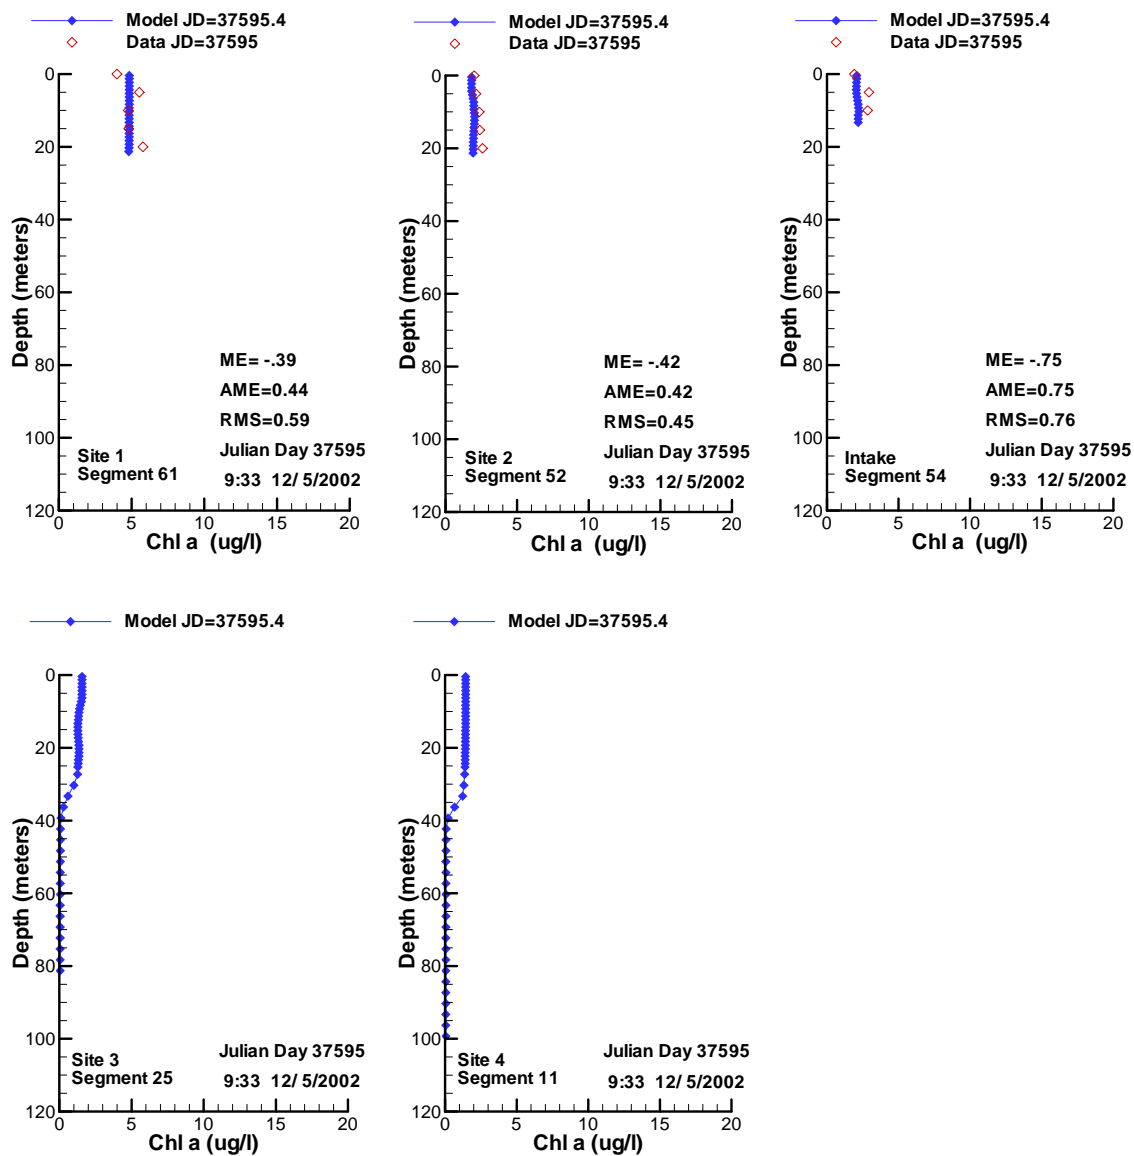 Model JD=37595.4
Data JD=37595
0
20
40
60
80
100
120
Depth (meters)
ME= -.39
AME=0.44
RMS=0.59
Julian Day 37595
9:33 12/ 5/2002
Site 1
Segment 61
0 5 10 15 20
Chl a (ug/l)
Model JD=37595.4
Data JD=37595
0
20
40
60
80
100
120
Depth (meters)
ME= -.42
AME=0.42
RMS=0.45
Julian Day 37595
9:33 12/ 5/2002
Site 2
Segment 52
0 5 10 15 20
Chl a (ug/l)
Model JD=37595.4
Data JD=37595
0
20
40
60
80
100
120
Depth (meters)
ME= -.75
AME=0.75
RMS=0.76
Julian Day 37595
9:33 12/ 5/2002
Intake
Segment 54
0 5 10 15 20
Chl a (ug/l)
Model JD=37595.4
0
20
40
60
80
100
120
Depth (meters)
Julian Day 37595
9:33 12/ 5/2002
Site 3
Segment 25
0 5 10 15 20
Chl a (ug/l)
Model JD=37595.4
0
20
40
60
80
100
120
Depth (meters)
Julian Day 37595
9:33 12/ 5/2002
Site 4
Segment 11
0 5 10 15 20
Chl a (ug/l)